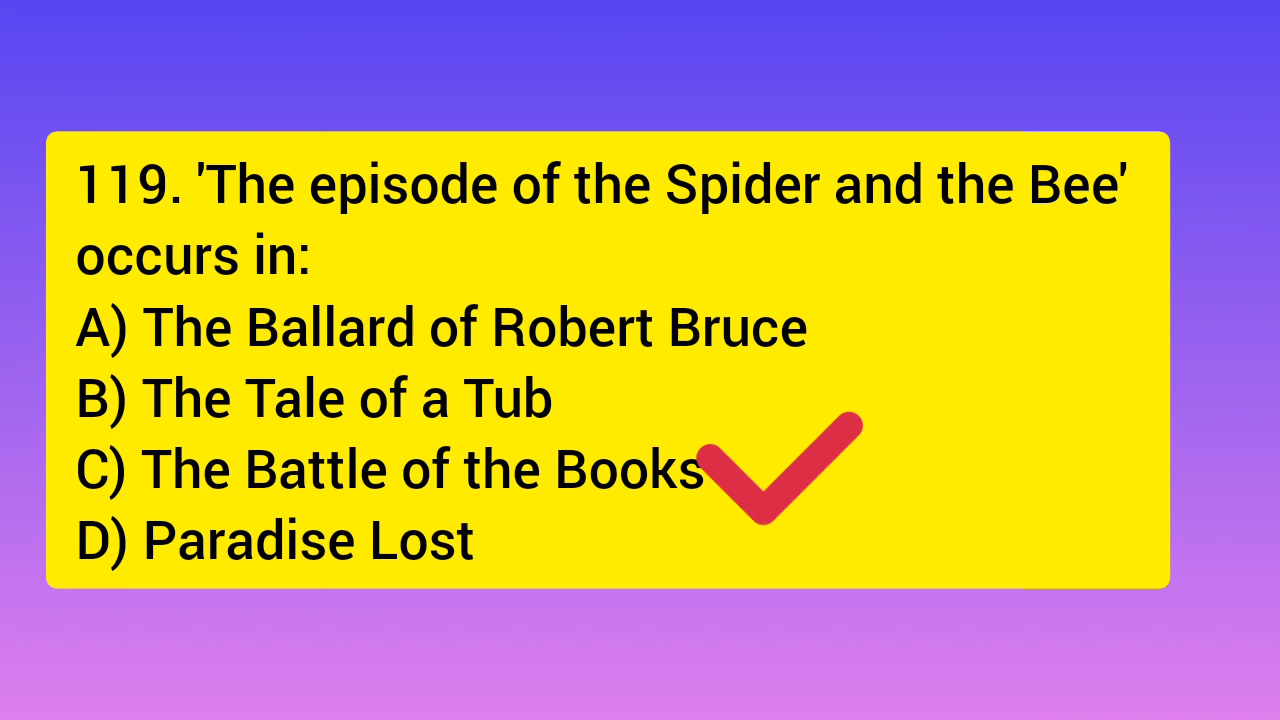 119. 'The episode of the Spider and the Bee'
occurs in:
A) The Ballard of Robert Bruce
B) The Tale of a Tub
C) The Battle of the Books
D) Paradise Lost